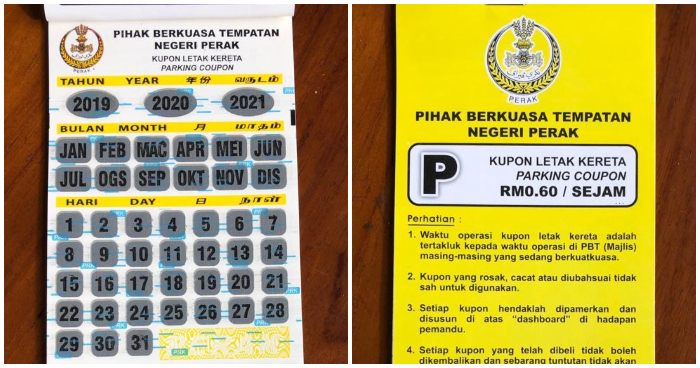 PIHAK BERKUASA TEMPATAN
NEGERI PERAK
KUPON LETAK KERETA
PARKING COUPON
PERAK
TAHUN YEAR 年份 வருடம்
2019 2020 2021
BULAN MONTH 月 மாதம்
JAN FEB MAC APR MEI JUN
JUL OGS SEP OKT NOV DIS
HARI DAY 日 நாள்
1 2 3 4 5 6 7
8 9 10 11 12 13 14
15 16 17 18 19 20 21
22 23 24 25 26 27 28
29 30 31
PERAK
PIHAK BERKUASA TEMPATAN
NEGERI PERAK
P
KUPON LETAK KERETA
PARKING COUPON
RM0.60 / SEJAM
Perhatian :
1. Waktu operasi kupon letak kereta adalah
tertakluk kepada waktu operasi di PBT (Majlis)
masing-masing yang sedang berkuatkuasa.
2. Kupon yang rosak, cacat atau diubahsuai tidak
sah untuk digunakan.
3. Setiap kupon hendaklah dipamerkan dan
disusun di atas "dashboard" di hadapan
pemandu.
4. Setiap kupon yang telah dibeli tidak boleh
dikembalikan dan sebarang tuntutan tidak akan